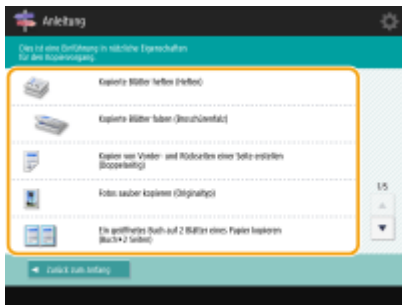 Anleitung
Dies ist eine Einführung in nützliche Eigenschaften
für den Kopiervorgang.
Kopierte Blätter heften (Heften)
Kopierte Blätter falten (Broschürenfalz)
Kopien von Vorder- und Rückseiten einer Seite erstellen
(Doppelseitig)
Fotos sauber kopieren (Originaltyp)
Ein geöffnetes Buch auf 2 Blätter eines Papier kopieren
(Buch➔2 Seiten)
1/5
Zurück zum Anfang